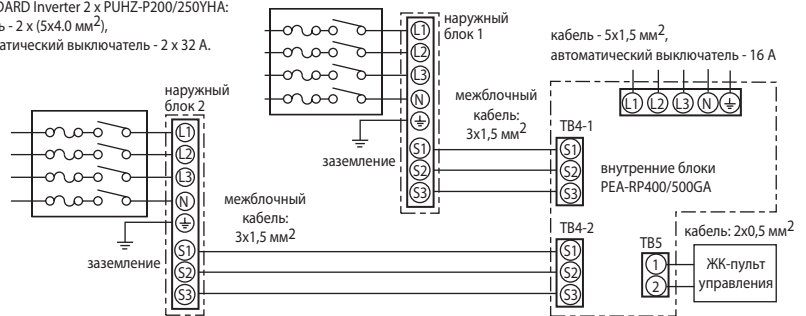 DARD Inverter 2 x PUHZ-P200/250YHA:
ь - 2 x (5x4.0 мм2),
атический выключатель - 2 x 32 А.
наружный
блок 1
L1
L2
L3
N
S1
S2
S3
заземление
межблочный
кабель:
3x1,5 мм2
кабель - 5x1,5 мм2,
автоматический выключатель - 16 А
L1 L2 L3 N
TB4-1
S1
S2
S3
внутренние блоки
PEA-RP400/500GA
наружный
блок 2
L1
L2
L3
N
S1
S2
S3
заземление
межблочный
кабель:
3x1,5 мм2
TB4-2
S1
S2
S3
TB5
1
2
кабель: 2x0,5 мм2
ЖК-пульт
управления